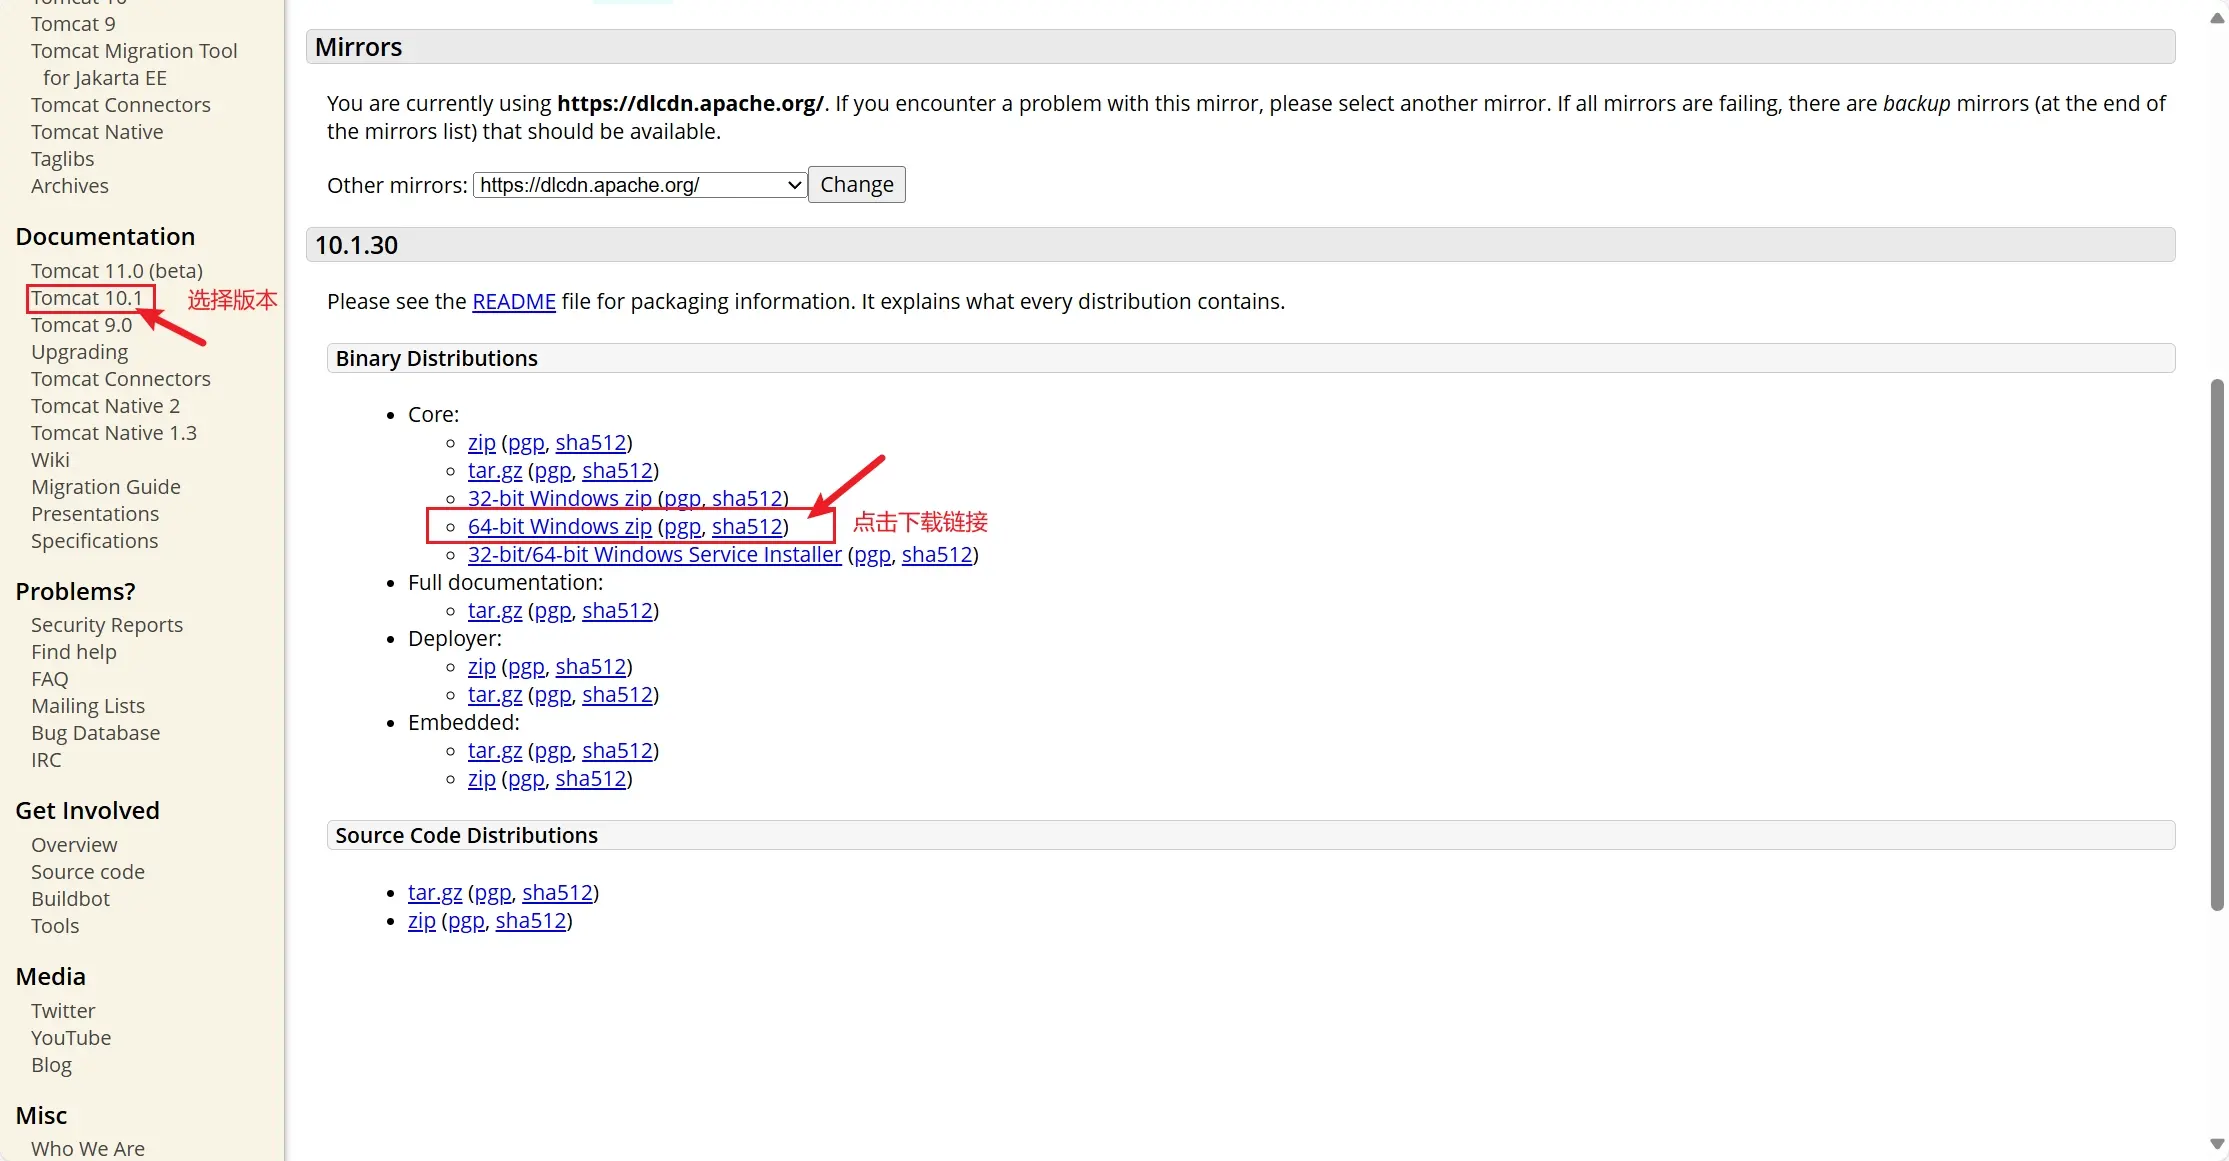 Tomcat 10
Tomcat 9
Tomcat Migration Tool
for Jakarta EE
Tomcat Connectors
Tomcat Native
Taglibs
Archives
Documentation
Tomcat 11.0 (beta)
Tomcat 10.1
选择版本
Tomcat 9.0
Upgrading
Tomcat Connectors
Tomcat Native 2
Tomcat Native 1.3
Wiki
Migration Guide
Presentations
Specifications
Problems?
Security Reports
Find help
FAQ
Mailing Lists
Bug Database
IRC
Get Involved
Overview
Source code
Buildbot
Tools
Media
Twitter
YouTube
Blog
Misc
Who We Are
Mirrors
You are currently using https://dlcdn.apache.org/. If you encounter a problem with this mirror, please select another mirror. If all mirrors are failing, there are backup mirrors (at the end of
the mirrors list) that should be available.
Other mirrors: https://dlcdn.apache.org/ Change
10.1.30
Please see the README file for packaging information. It explains what every distribution contains.
Binary Distributions
Core:
zip (pgp, sha512)
tar.gz (pgp, sha512)
32-bit Windows zip (pgp, sha512)
64-bit Windows zip (pgp, sha512) 点击下载链接
32-bit/64-bit Windows Service Installer (pgp, sha512)
Full documentation:
tar.gz (pgp, sha512)
Deployer:
zip (pgp, sha512)
tar.gz (pgp, sha512)
Embedded:
tar.gz (pgp, sha512)
zip (pgp, sha512)
Source Code Distributions
tar.gz (pgp, sha512)
zip (pgp, sha512)